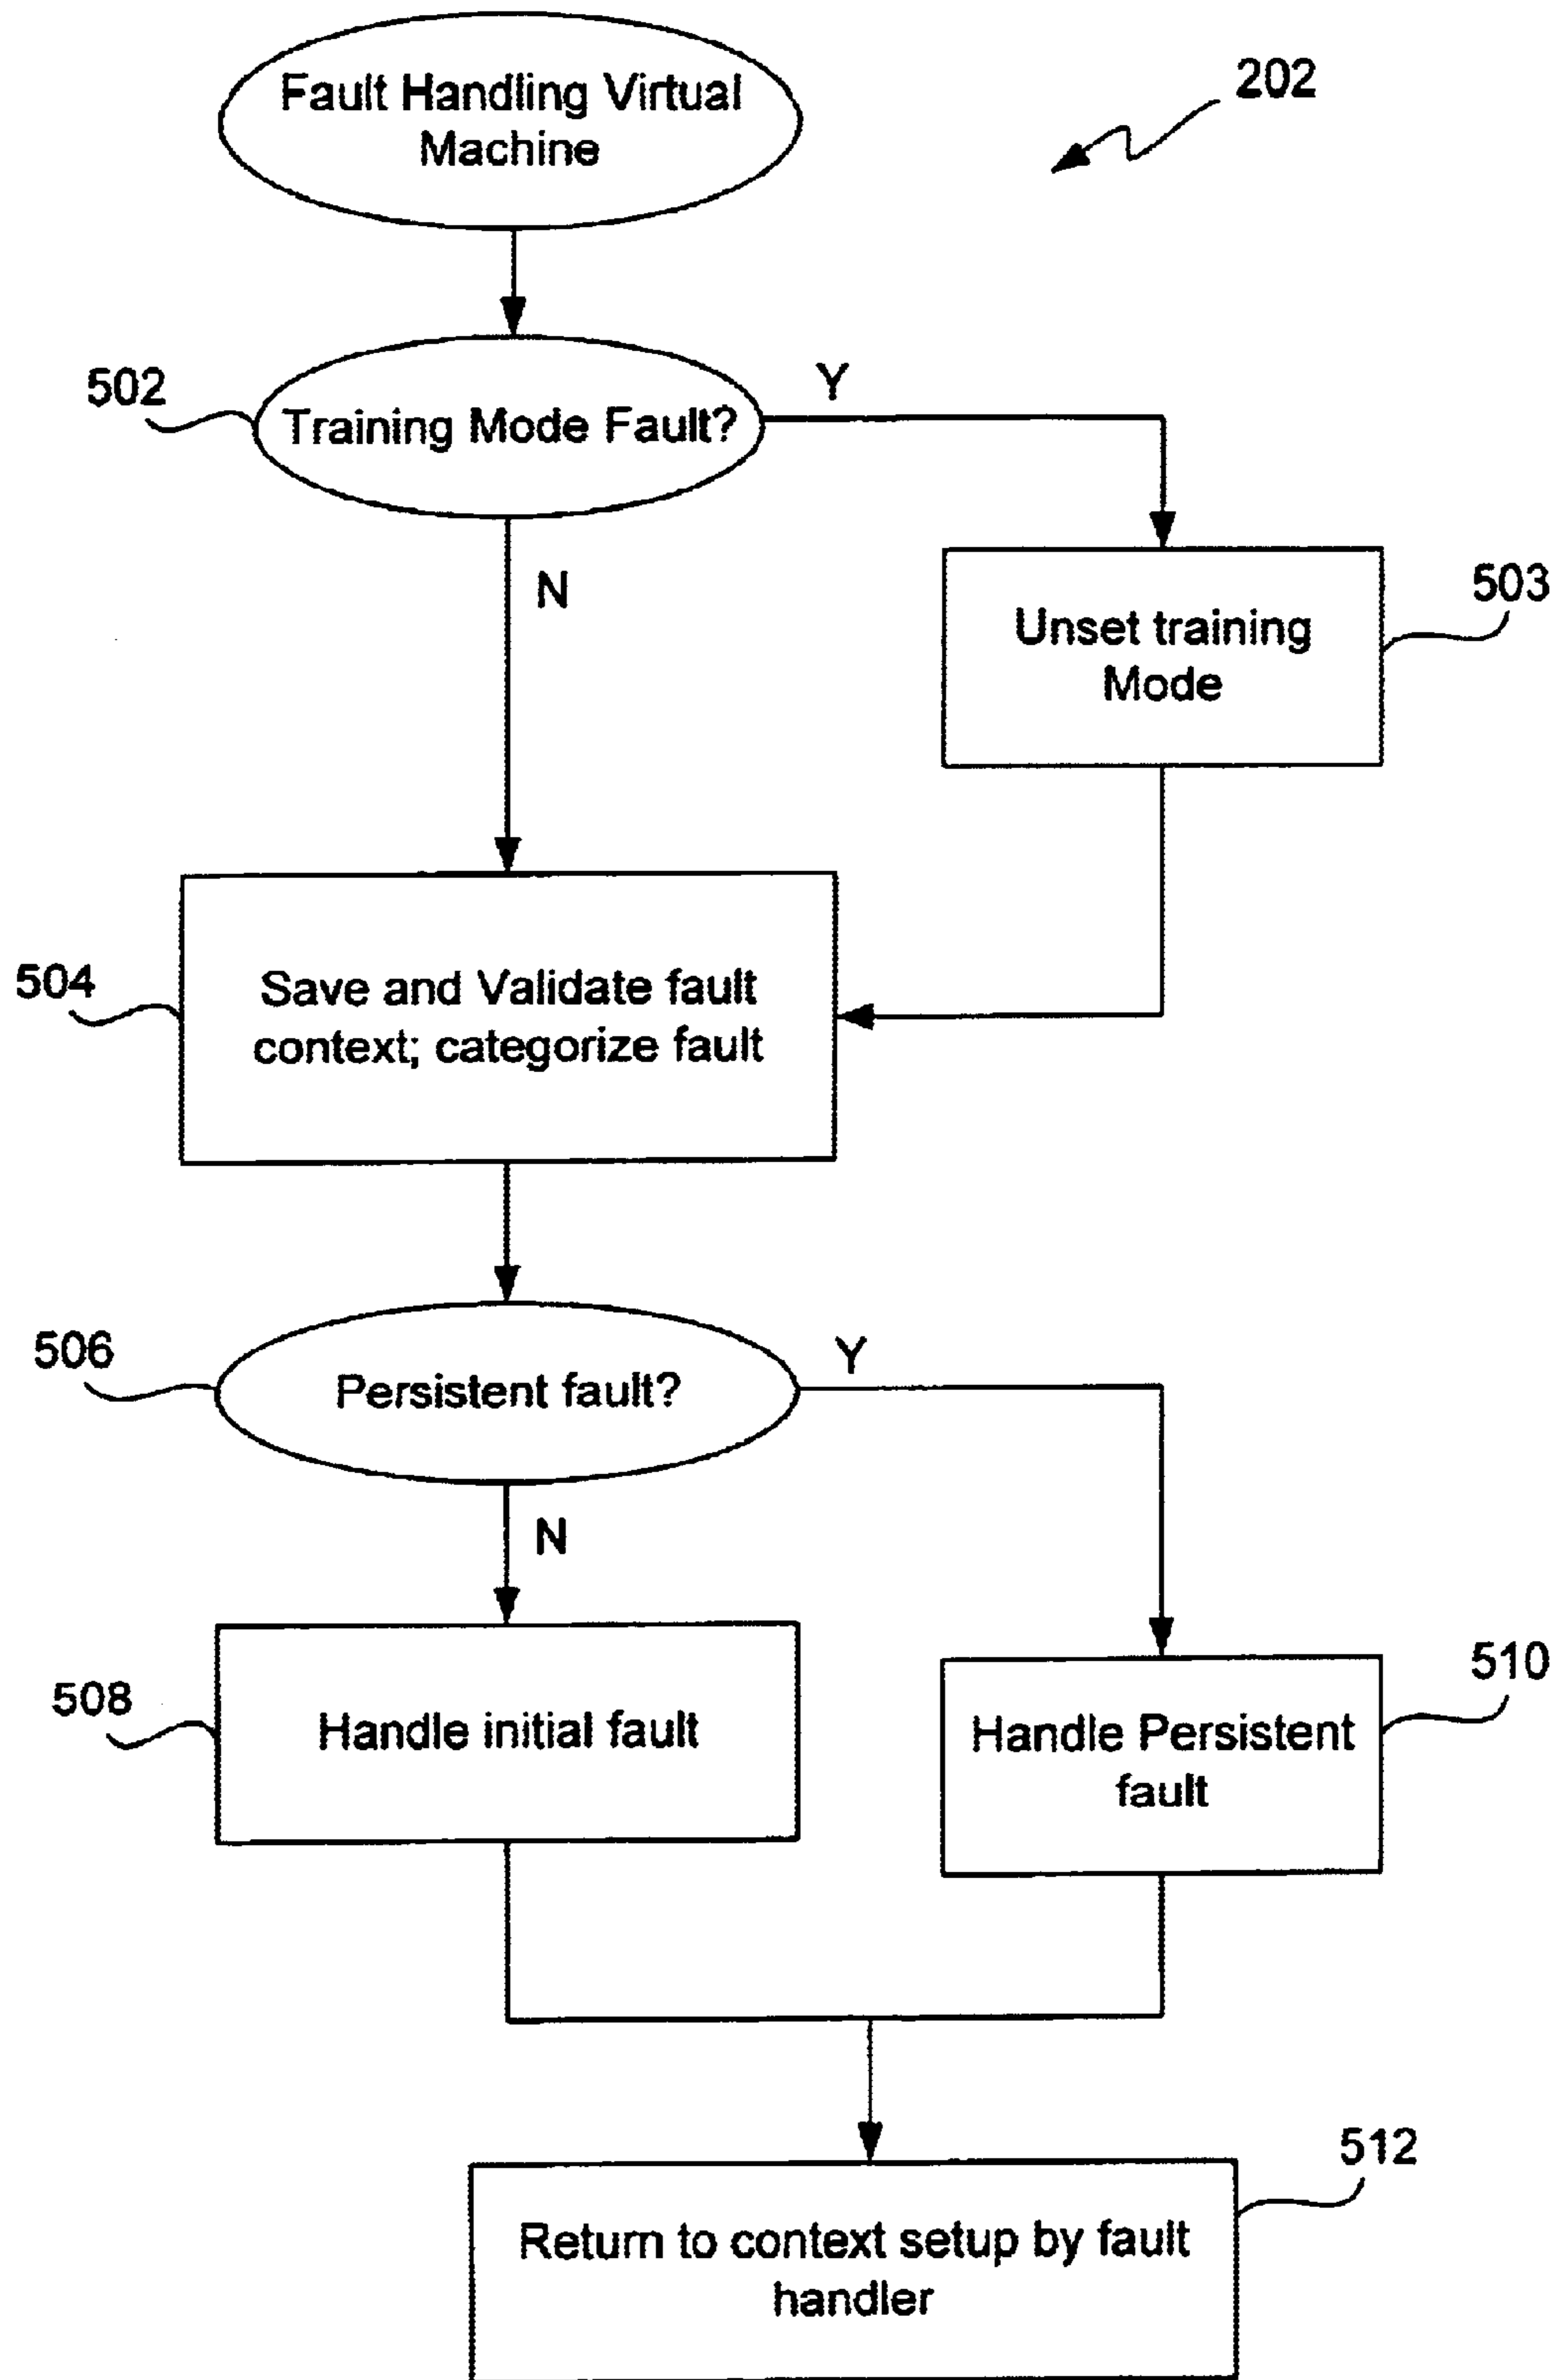 Fault Handling Virtual
Machine
202
502
Training Mode Fault?
Y
N
503
Unset training
Mode
504
Save and Validate fault
context; categorize fault
506
Persistent fault?
Y
N
508
Handle initial fault
510
Handle Persistent
fault
512
Return to context setup by fault
handler